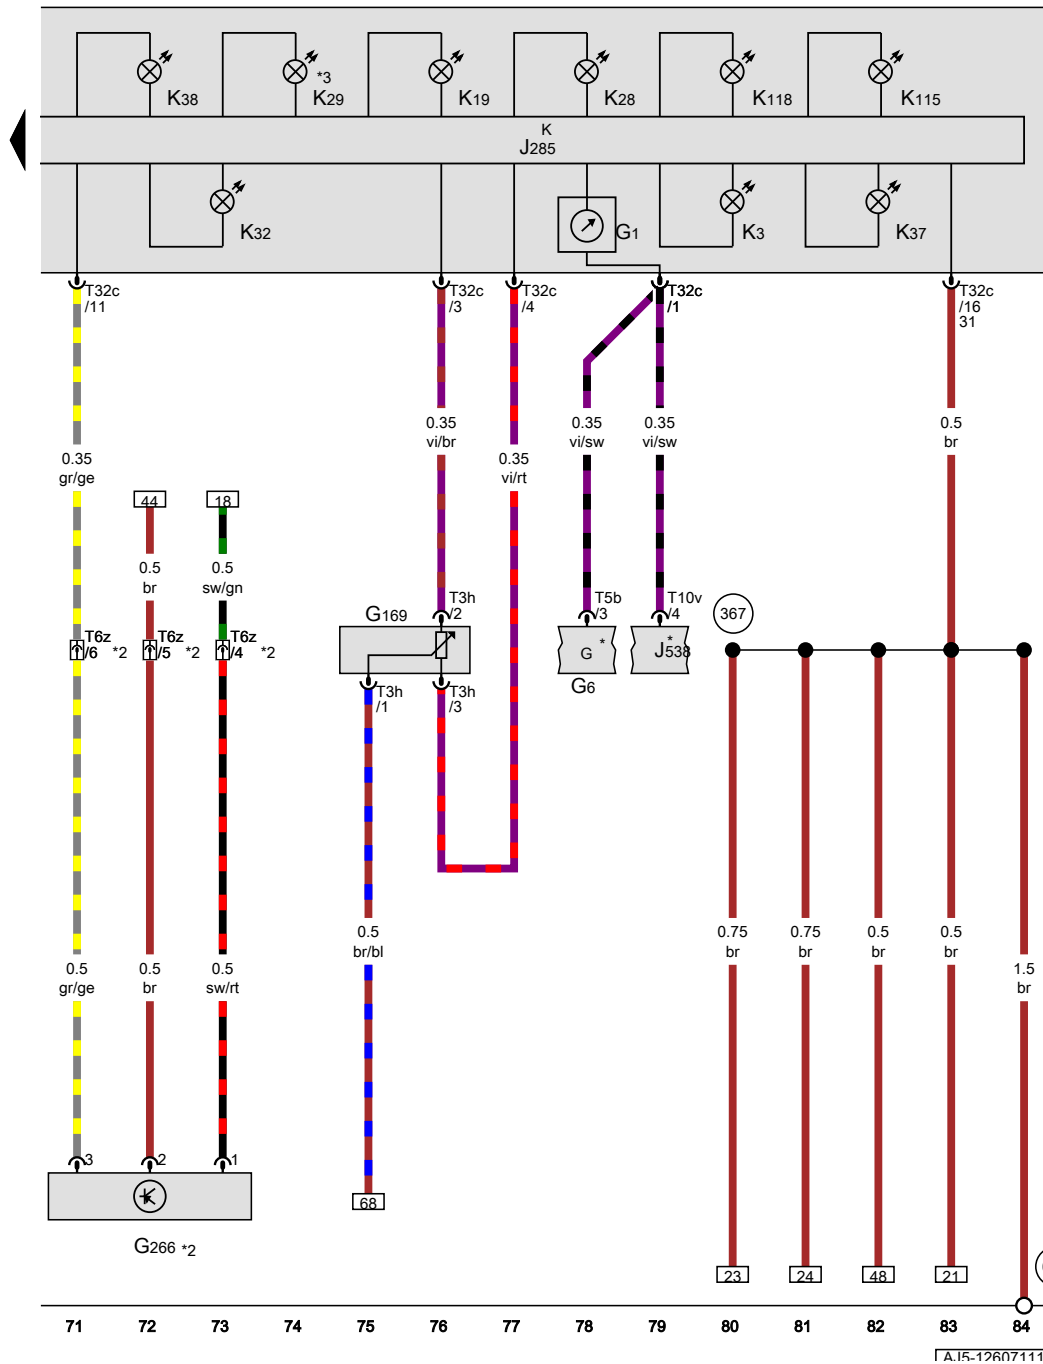 K38
*3
K29
K19
K28
K118
K115
K
J285
K32
G1
K3
K37
T32c
/11
T32c
/3
T32c
/4
T32c
/1
T32c
/16
31
0.35
gr/ge
0.35
vi/br
0.35
vi/rt
0.35
vi/sw
0.35
vi/sw
0.5
br
44
18
0.5
br
0.5
sw/gn
T6z
/6 *2
T6z
/5 *2
T6z
/4 *2
G169
T3h
/2
T5b
/3
T10v
/4
367
G *
G6
*
J538
T3h
/1
T3h
/3
0.5
gr/ge
0.5
br
0.5
sw/rt
0.5
br/bl
0.75
br
0.75
br
0.5
br
0.5
br
1.5
br
3
2
1
G266 *2
68
23
24
48
21
71 72 73 74 75 76 77 78 79 80 81 82 83 84
AJ5-12607111